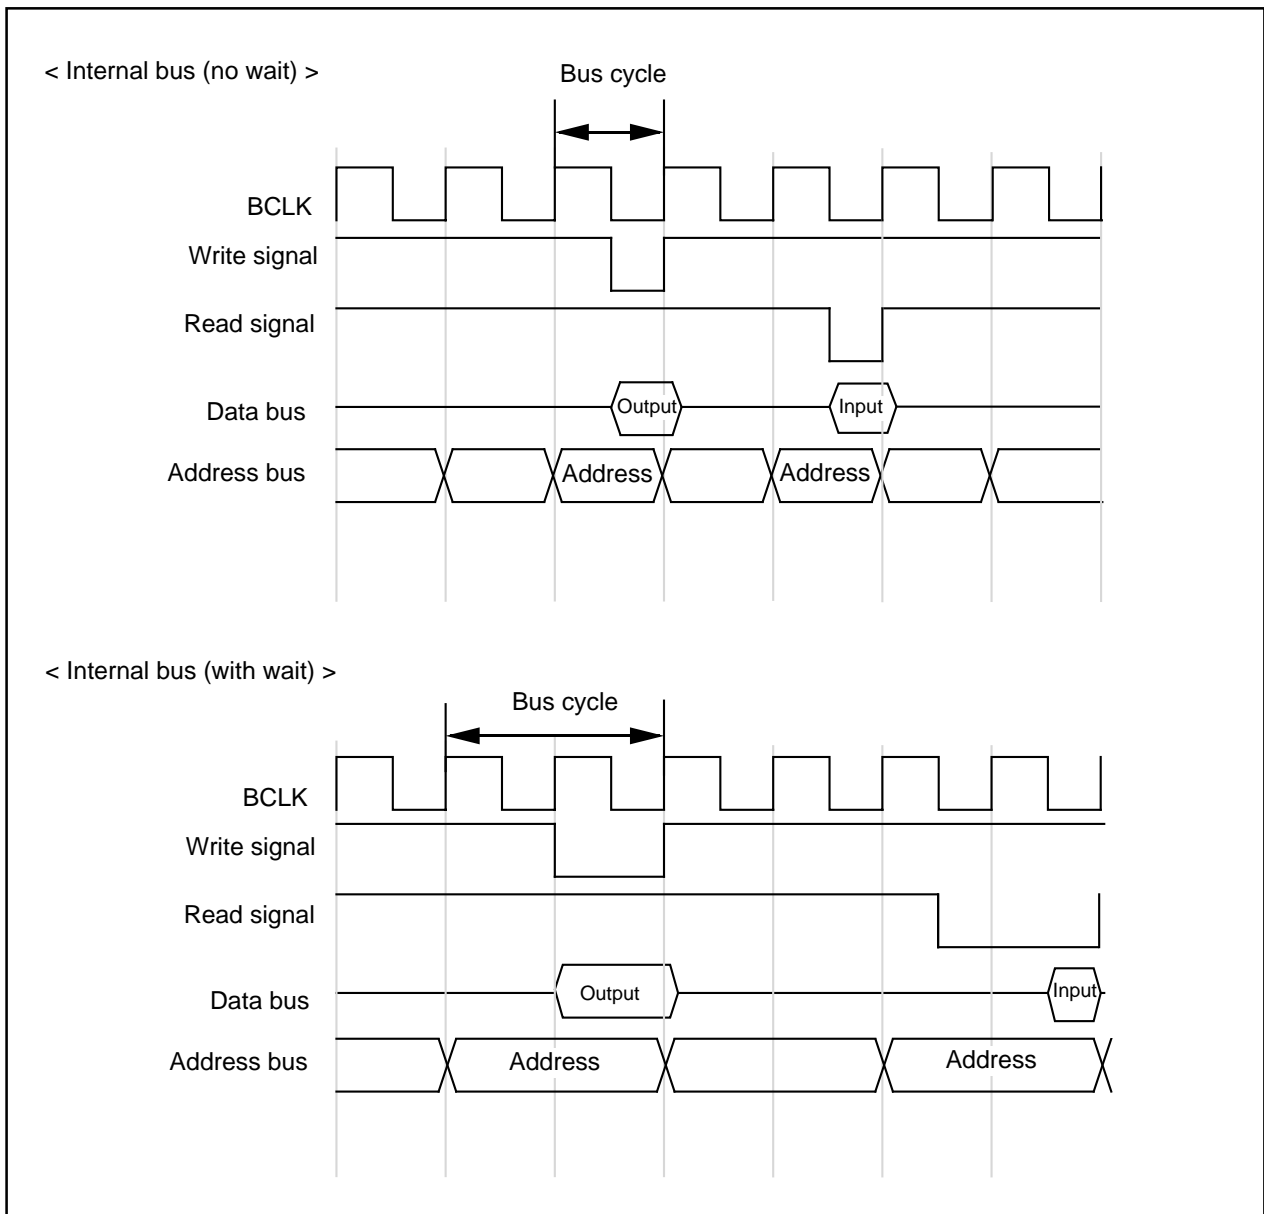 < Internal bus (no wait) >
Bus cycle
BCLK
Write signal
Read signal
Data bus
Output
Input
Address bus
Address
Address
< Internal bus (with wait) >
Bus cycle
BCLK
Write signal
Read signal
Data bus
Output
Input
Address bus
Address
Address